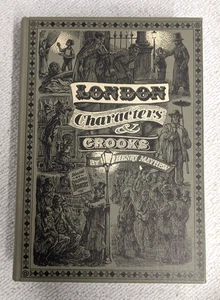 LONDON
Characters
&
CROOKS
BY
HENRY MAYHEW